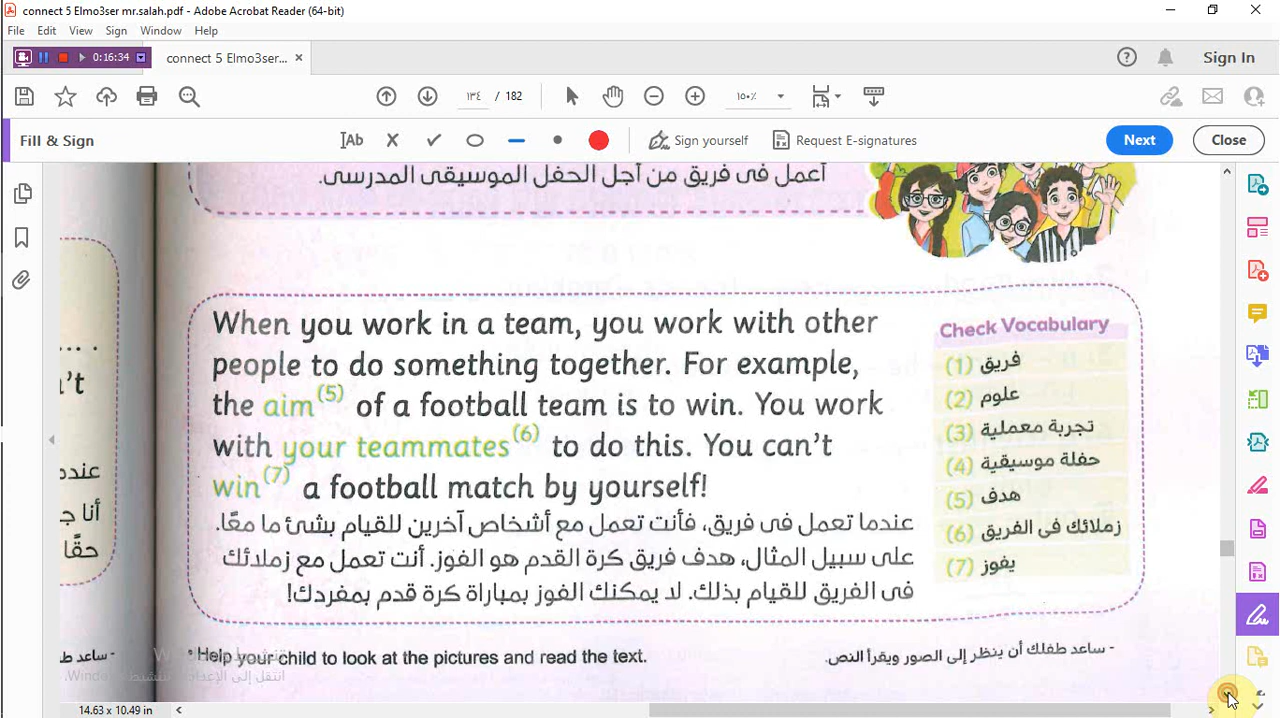 connect 5 Elmo3ser mr.salah.pdf - Adobe Acrobat Reader (64-bit)
File Edit View Sign Window Help
0:16:34
connect 5 Elmo3ser... ×
Sign In
١٣٤ / 182
١٥٠٪
Fill & Sign
Ab
Sign yourself
Request E-signatures
Next
Close
أعمل فى فريق من أجل الحفل الموسيقى المدرسى.
. . . .
't
عندم
أنا ج
حقًا
When you work in a team, you work with other
people to do something together. For example,
the aim(5) of a football team is to win. You work
with your teammates(6) to do this. You can't
win(7) a football match by yourself!
عندما تعمل فى فريق، فأنت تعمل مع أشخاص آخرين للقيام بشئ ما معًا.
على سبيل المثال، هدف فريق كرة القدم هو الفوز. أنت تعمل مع زملائك
فى الفريق للقيام بذلك. لا يمكنك الفوز بمباراة كرة قدم بمفردك!
Check Vocabulary
(1) فريق
(2) علوم
(3) تجربة معملية
(4) حفلة موسيقية
(5) هدف
(6) زملائك فى الفريق
(7) يفوز
- ساعد ط
* Help your child to look at the pictures and read the text.
- ساعد طفلك أن ينظر إلى الصور ويقرأ النص.
14.63 x 10.49 in